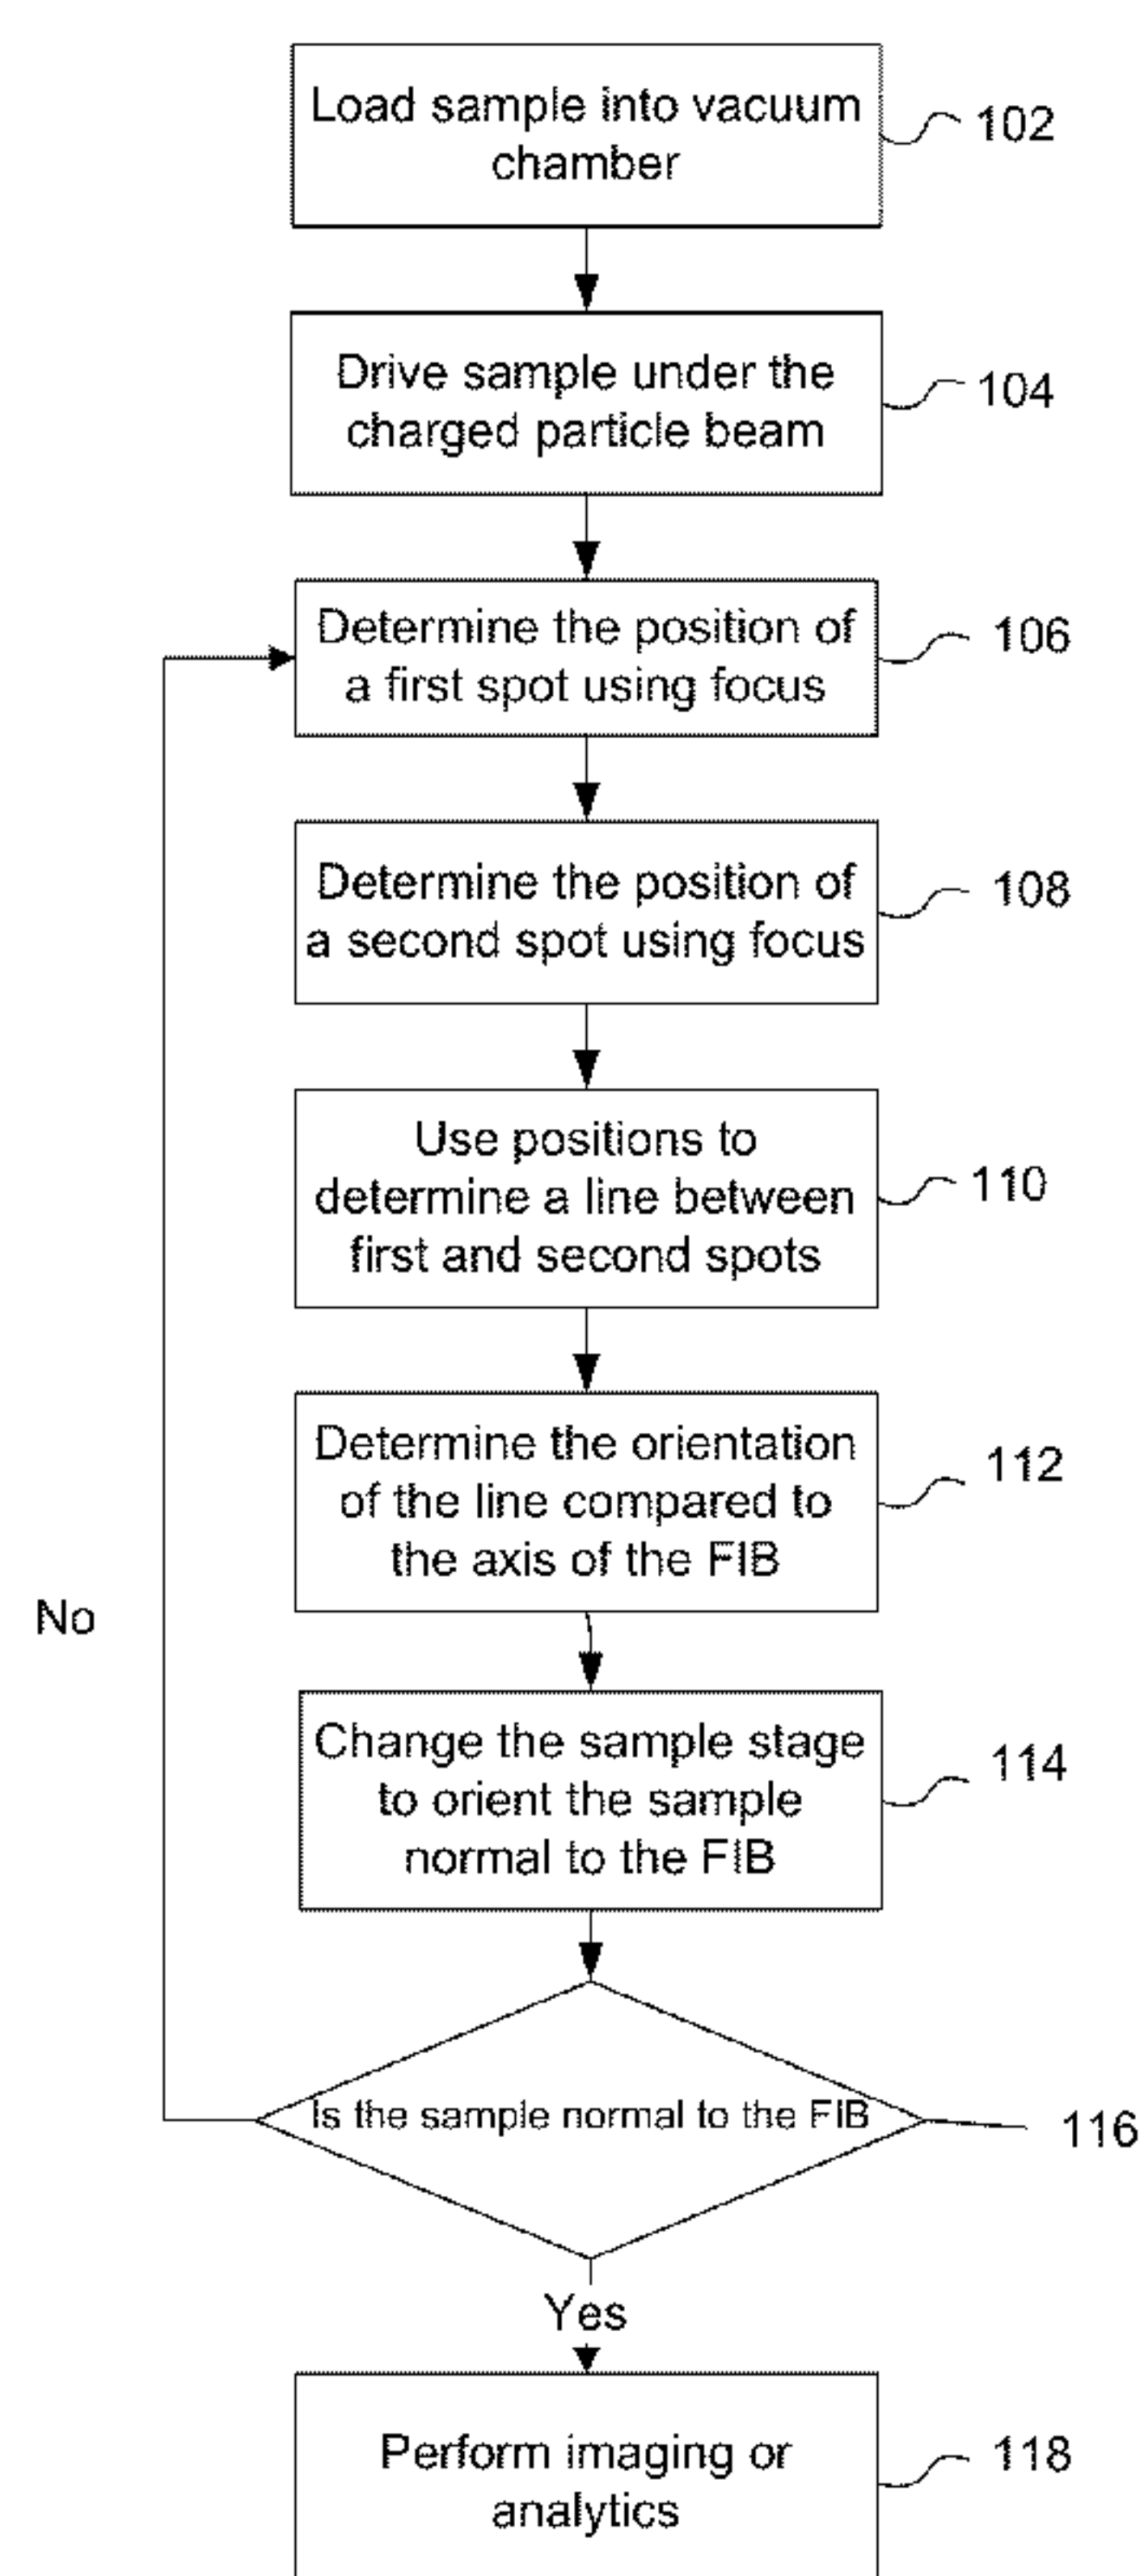 Load sample into vacuum
chamber
102
Drive sample under the
charged particle beam
104
Determine the position of
a first spot using focus
106
Determine the position of
a second spot using focus
108
Use positions to
determine a line between
first and second spots
110
Determine the orientation
of the line compared to
the axis of the FIB
112
No
Change the sample stage
to orient the sample
normal to the FIB
114
Is the sample normal to the FIB
116
Yes
Perform imaging or
analytics
118